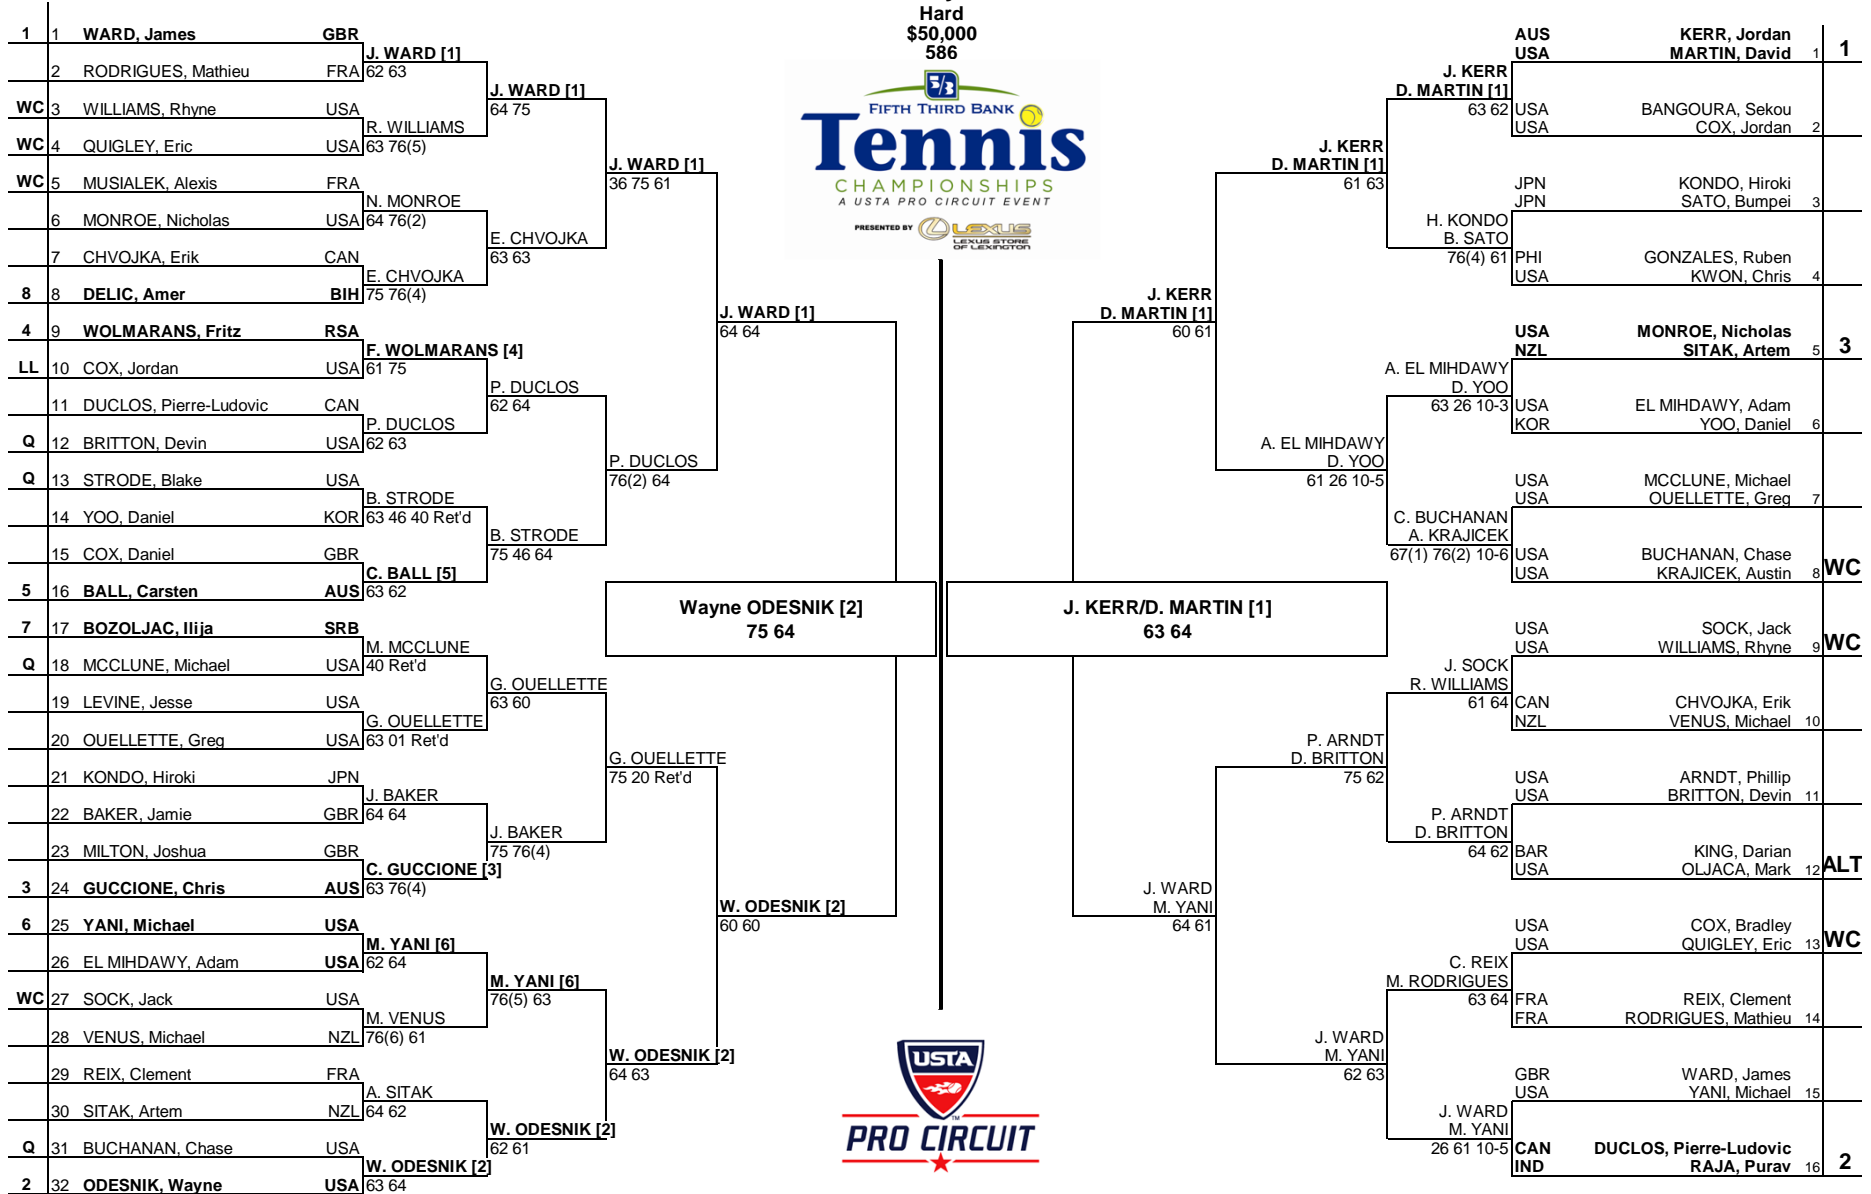 Hard
$50,000
586
5/3
FIFTH THIRD BANK
Tennis
CHAMPIONSHIPS
A USTA PRO CIRCUIT EVENT
PRESENTED BY LEXUS
LEXUS STORE
OF LEXINGTON
1 1 WARD, James GBR
2 RODRIGUES, Mathieu FRA
WC 3 WILLIAMS, Rhyne USA
WC 4 QUIGLEY, Eric USA
WC 5 MUSIALEK, Alexis FRA
6 MONROE, Nicholas USA
7 CHVOJKA, Erik CAN
8 8 DELIC, Amer BIH
4 9 WOLMARANS, Fritz RSA
LL 10 COX, Jordan USA
11 DUCLOS, Pierre-Ludovic CAN
Q 12 BRITTON, Devin USA
Q 13 STRODE, Blake USA
14 YOO, Daniel KOR
15 COX, Daniel GBR
5 16 BALL, Carsten AUS
7 17 BOZOLJAC, Ilija SRB
Q 18 MCCLUNE, Michael USA
19 LEVINE, Jesse USA
20 OUELLETTE, Greg USA
21 KONDO, Hiroki JPN
22 BAKER, Jamie GBR
23 MILTON, Joshua GBR
3 24 GUCCIONE, Chris AUS
6 25 YANI, Michael USA
26 EL MIHDAWY, Adam USA
WC 27 SOCK, Jack USA
28 VENUS, Michael NZL
29 REIX, Clement FRA
30 SITAK, Artem NZL
Q 31 BUCHANAN, Chase USA
2 32 ODESNIK, Wayne USA
J. WARD [1]
62 63
R. WILLIAMS
63 76(5)
N. MONROE
64 76(2)
E. CHVOJKA
75 76(4)
F. WOLMARANS [4]
61 75
P. DUCLOS
62 63
B. STRODE
63 46 40 Ret'd
C. BALL [5]
63 62
M. MCCLUNE
40 Ret'd
G. OUELLETTE
63 01 Ret'd
J. BAKER
64 64
C. GUCCIONE [3]
63 76(4)
M. YANI [6]
62 64
M. VENUS
76(6) 61
A. SITAK
64 62
W. ODESNIK [2]
63 64
J. WARD [1]
64 75
E. CHVOJKA
63 63
P. DUCLOS
62 64
B. STRODE
75 46 64
G. OUELLETTE
63 60
J. BAKER
75 76(4)
M. YANI [6]
76(5) 63
W. ODESNIK [2]
62 61
J. WARD [1]
36 75 61
P. DUCLOS
76(2) 64
G. OUELLETTE
75 20 Ret'd
W. ODESNIK [2]
64 63
J. WARD [1]
64 64
W. ODESNIK [2]
60 60
Wayne ODESNIK [2]
75 64
J. KERR/D. MARTIN [1]
63 64
J. KERR
D. MARTIN [1]
60 61
J. WARD
M. YANI
64 61
J. KERR
D. MARTIN [1]
61 63
A. EL MIHDAWY
D. YOO
61 26 10-5
P. ARNDT
D. BRITTON
75 62
J. WARD
M. YANI
62 63
J. KERR
D. MARTIN [1]
63 62
H. KONDO
B. SATO
76(4) 61
A. EL MIHDAWY
D. YOO
63 26 10-3
C. BUCHANAN
A. KRAJICEK
67(1) 76(2) 10-6
J. SOCK
R. WILLIAMS
61 64
P. ARNDT
D. BRITTON
64 62
C. REIX
M. RODRIGUES
63 64
J. WARD
M. YANI
26 61 10-5
AUS KERR, Jordan
USA MARTIN, David 1 1
USA BANGOURA, Sekou
USA COX, Jordan 2
JPN KONDO, Hiroki
JPN SATO, Bumpei 3
PHI GONZALES, Ruben
USA KWON, Chris 4
USA MONROE, Nicholas
NZL SITAK, Artem 5 3
USA EL MIHDAWY, Adam
KOR YOO, Daniel 6
USA MCCLUNE, Michael
USA OUELLETTE, Greg 7
USA BUCHANAN, Chase
USA KRAJICEK, Austin 8 WC
USA SOCK, Jack
USA WILLIAMS, Rhyne 9 WC
CAN CHVOJKA, Erik
NZL VENUS, Michael 10
USA ARNDT, Phillip
USA BRITTON, Devin 11
BAR KING, Darian
USA OLJACA, Mark 12 ALT
USA COX, Bradley
USA QUIGLEY, Eric 13 WC
FRA REIX, Clement
FRA RODRIGUES, Mathieu 14
GBR WARD, James
USA YANI, Michael 15
CAN DUCLOS, Pierre-Ludovic
IND RAJA, Purav 16 2
USTA
TM
PRO CIRCUIT